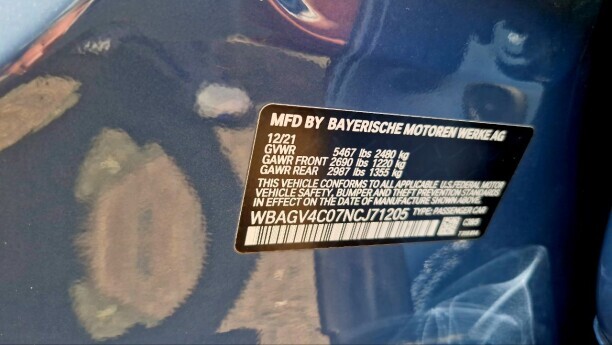 MFD BY BAYERISCHE MOTOREN WERKE AG
12/21
GVWR 5467 lbs 2480 kg
GAWR FRONT 2690 lbs 1220 kg
GAWR REAR 2987 lbs 1355 kg
THIS VEHICLE CONFORMS TO ALL APPLICABLE U.S.FEDERAL MOTOR
VEHICLE SAFETY, BUMPER AND THEFT PREVENTION STANDARDS
IN EFFECT ON THE DATE OF MANUFACTURE SHOWN ABOVE.
WBAGV4C07NCJ71205 TYPE: PASSENGER CAR